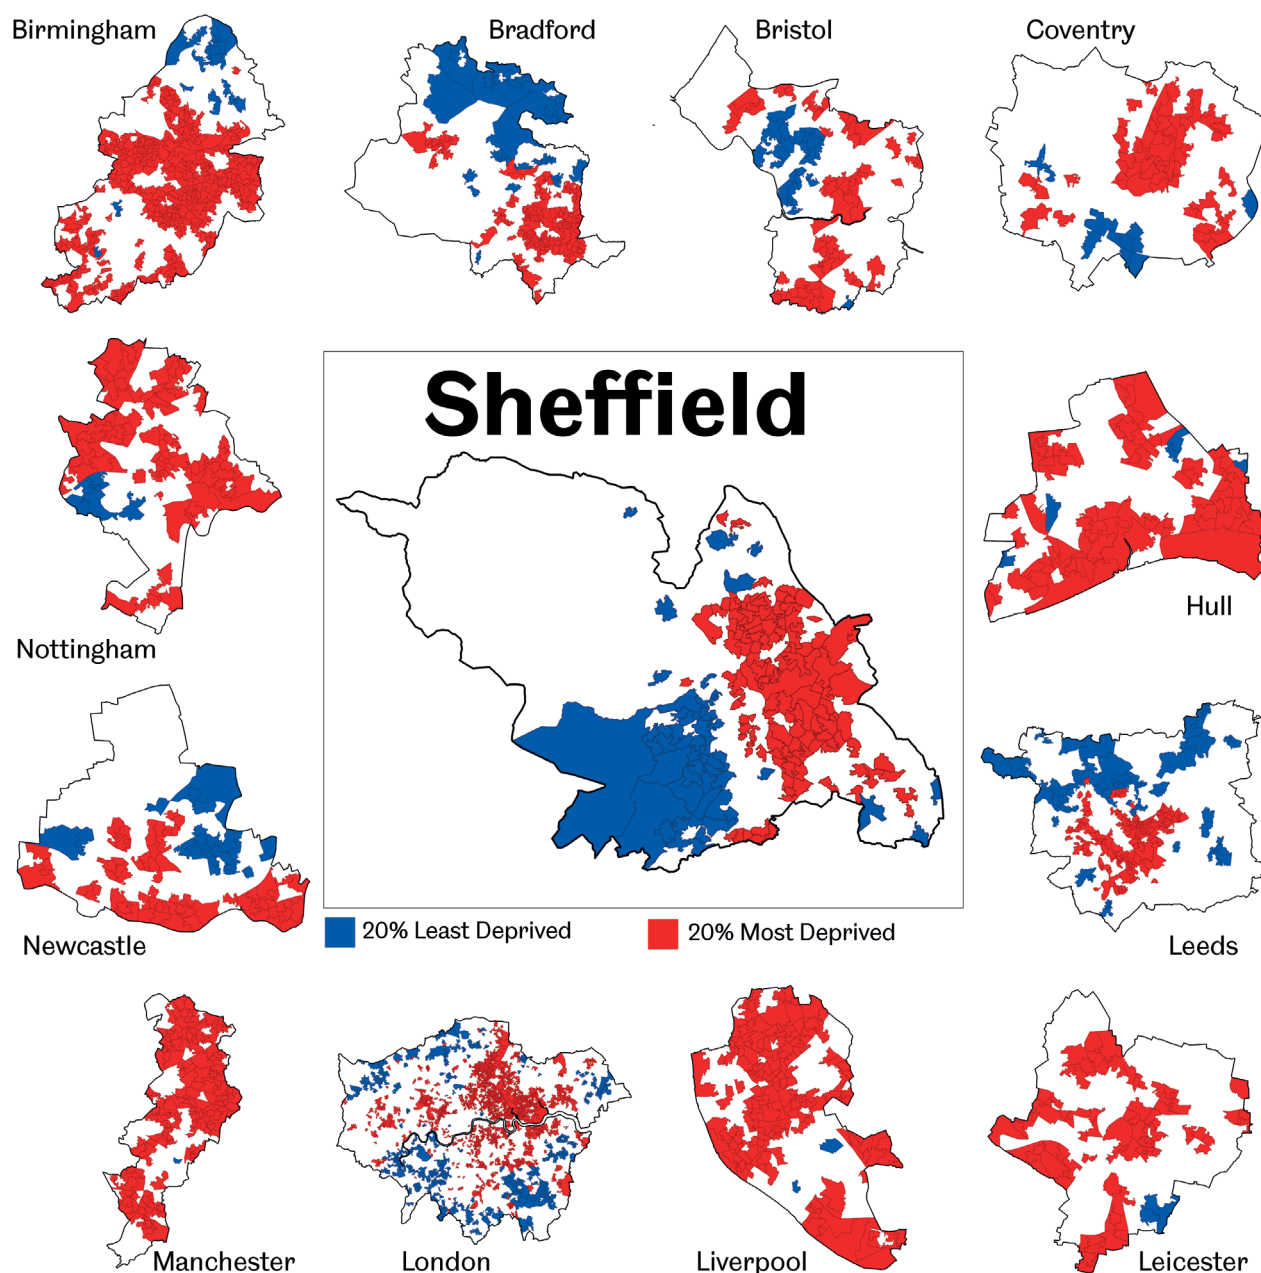 Birmingham
Bradford
Bristol
Coventry
Sheffield
Nottingham
Hull
Newcastle
20% Least Deprived
20% Most Deprived
Leeds
Manchester
London
Liverpool
Leicester